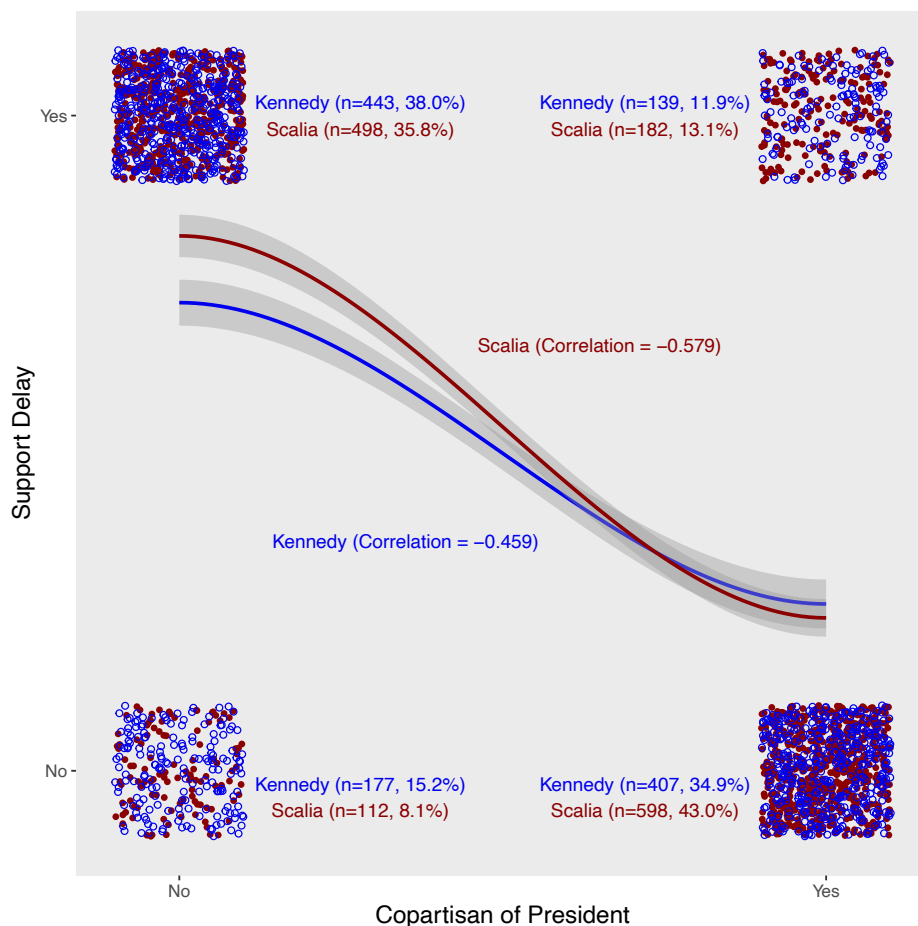 Kennedy (n=443, 38.0%)
Scalia (n=498, 35.8%)
Kennedy (n=139, 11.9%)
Scalia (n=182, 13.1%)
Yes
Scalia (Correlation = −0.579)
Support Delay
Kennedy (Correlation = −0.459)
No
Kennedy (n=177, 15.2%)
Scalia (n=112, 8.1%)
Kennedy (n=407, 34.9%)
Scalia (n=598, 43.0%)
No
Yes
Copartisan of President